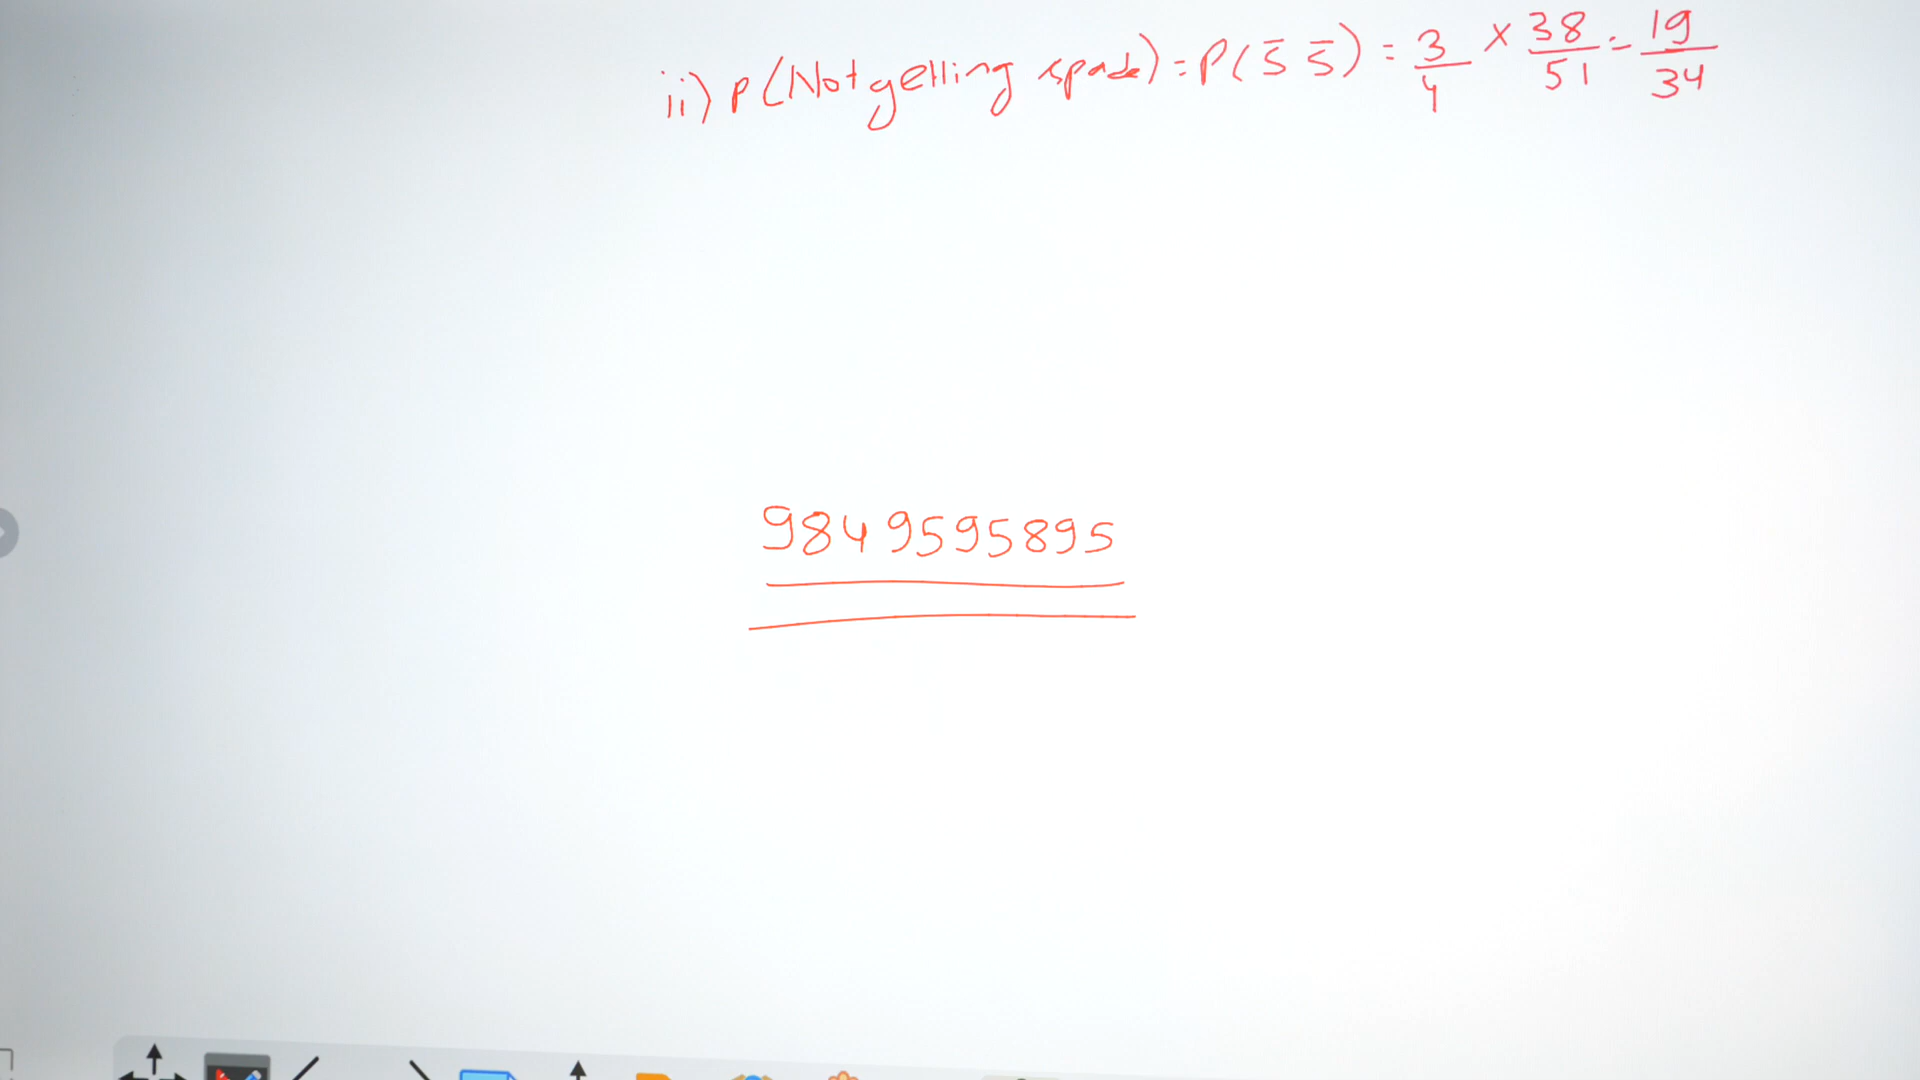 ii) P(Not getting spade) = P(S̅ S̅) = 3/4 × 38/51 = 19/34
9849595895